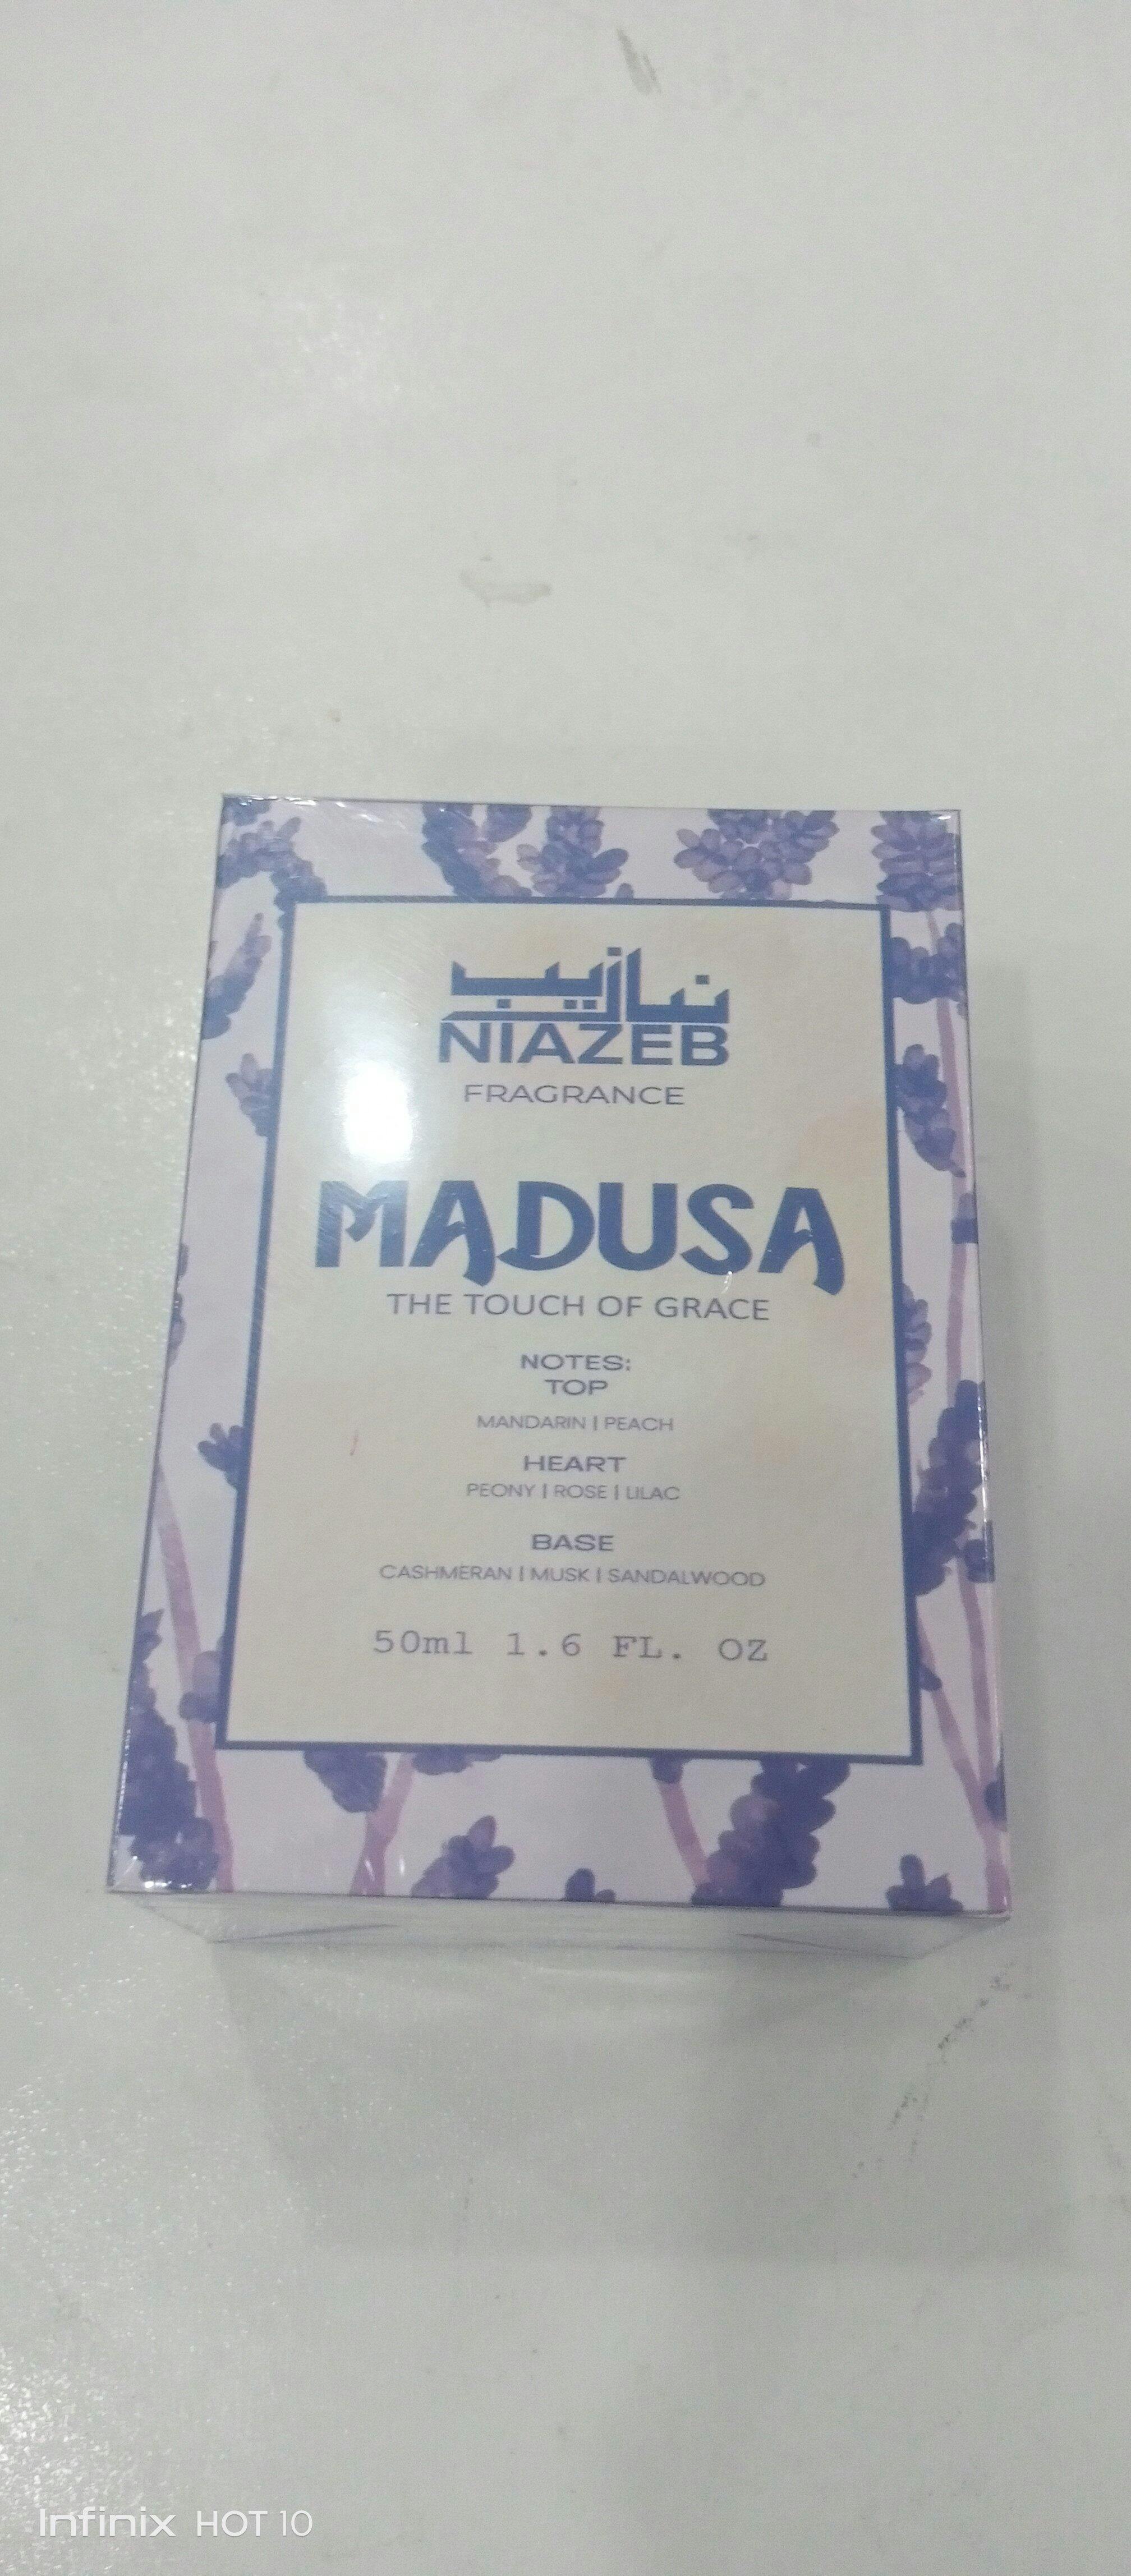 نیازیب
NIAZEB
FRAGRANCE
MADUSA
THE TOUCH OF GRACE
NOTES:
TOP
MANDARIN | PEACH
HEART
PEONY | ROSE | LILAC
BASE
CASHMERAN | MUSK | SANDALWOOD
50ml 1.6 FL. OZ
Infinix HOT 10